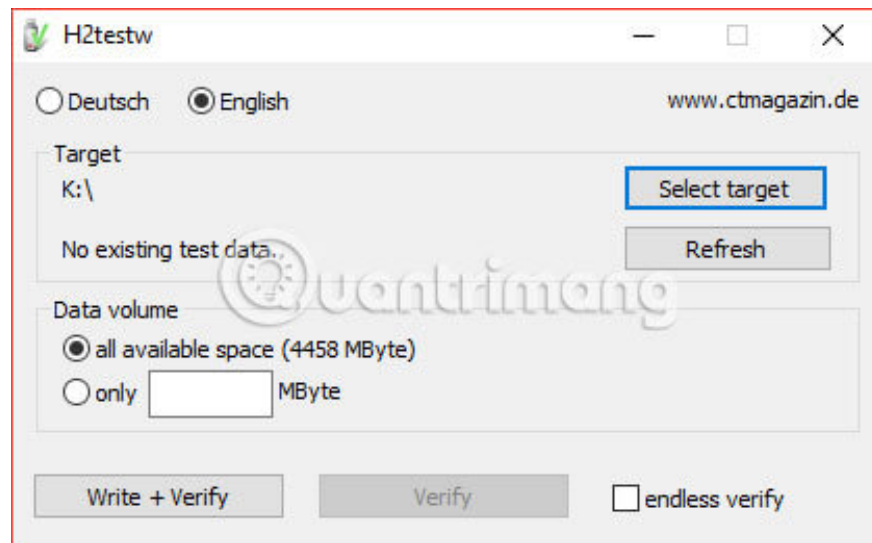 H2testw
Deutsch English www.ctmagazin.de
Target
K:\ Select target
No existing test data. Refresh
Quantrimang
Data volume
all available space (4458 MByte)
only MByte
Write + Verify Verify endless verify